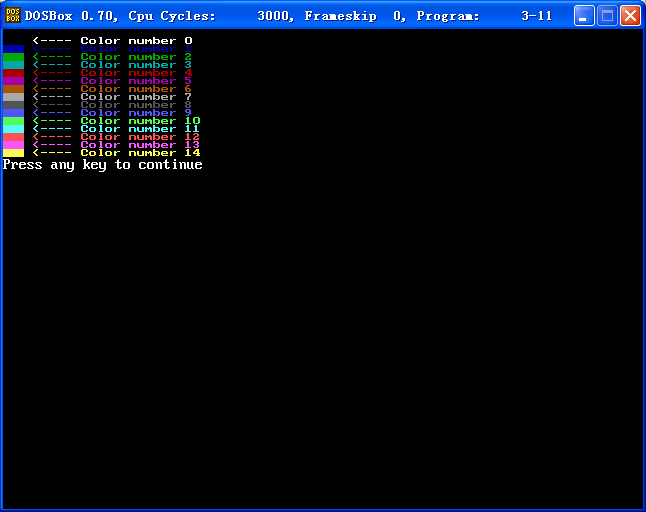 DOS BOX
DOSBox 0.70, Cpu Cycles: 3000, Frameskip 0, Program: 3-11
<---- Color number 0
<---- Color number 1
<---- Color number 2
<---- Color number 3
<---- Color number 4
<---- Color number 5
<---- Color number 6
<---- Color number 7
<---- Color number 8
<---- Color number 9
<---- Color number 10
<---- Color number 11
<---- Color number 12
<---- Color number 13
<---- Color number 14
Press any key to continue